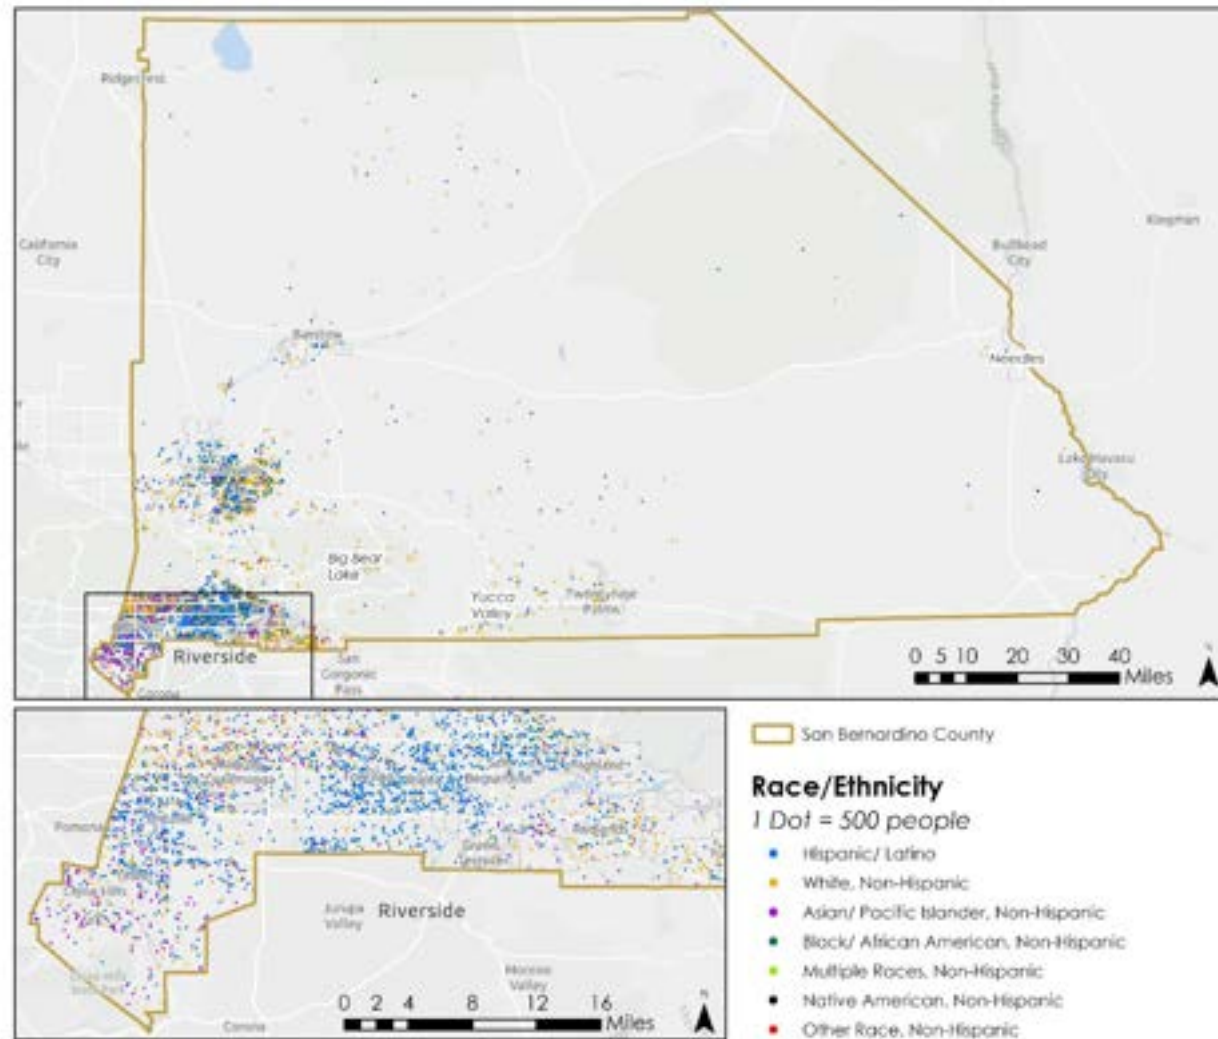 Ridgecrest
California
City
Kingman
Bullhead
City
Barstow
Needles
Lake Havasu
City
Big Bear
Lake
Yucca
Valley
Twentynine
Palms
Riverside
San
Gorgonio
Pass
Corona
0 5 10 20 30 40
Miles
N
Pomona
Chino Hills
Jurupa
Valley
Riverside
Moreno
Valley
Corona
0 2 4 8 12 16
Miles
N
San Bernardino County
Race/Ethnicity
1 Dot = 500 people
Hispanic/ Latino
White, Non-Hispanic
Asian/ Pacific Islander, Non-Hispanic
Black/ African American, Non-Hispanic
Multiple Races, Non-Hispanic
Native American, Non-Hispanic
Other Race, Non-Hispanic